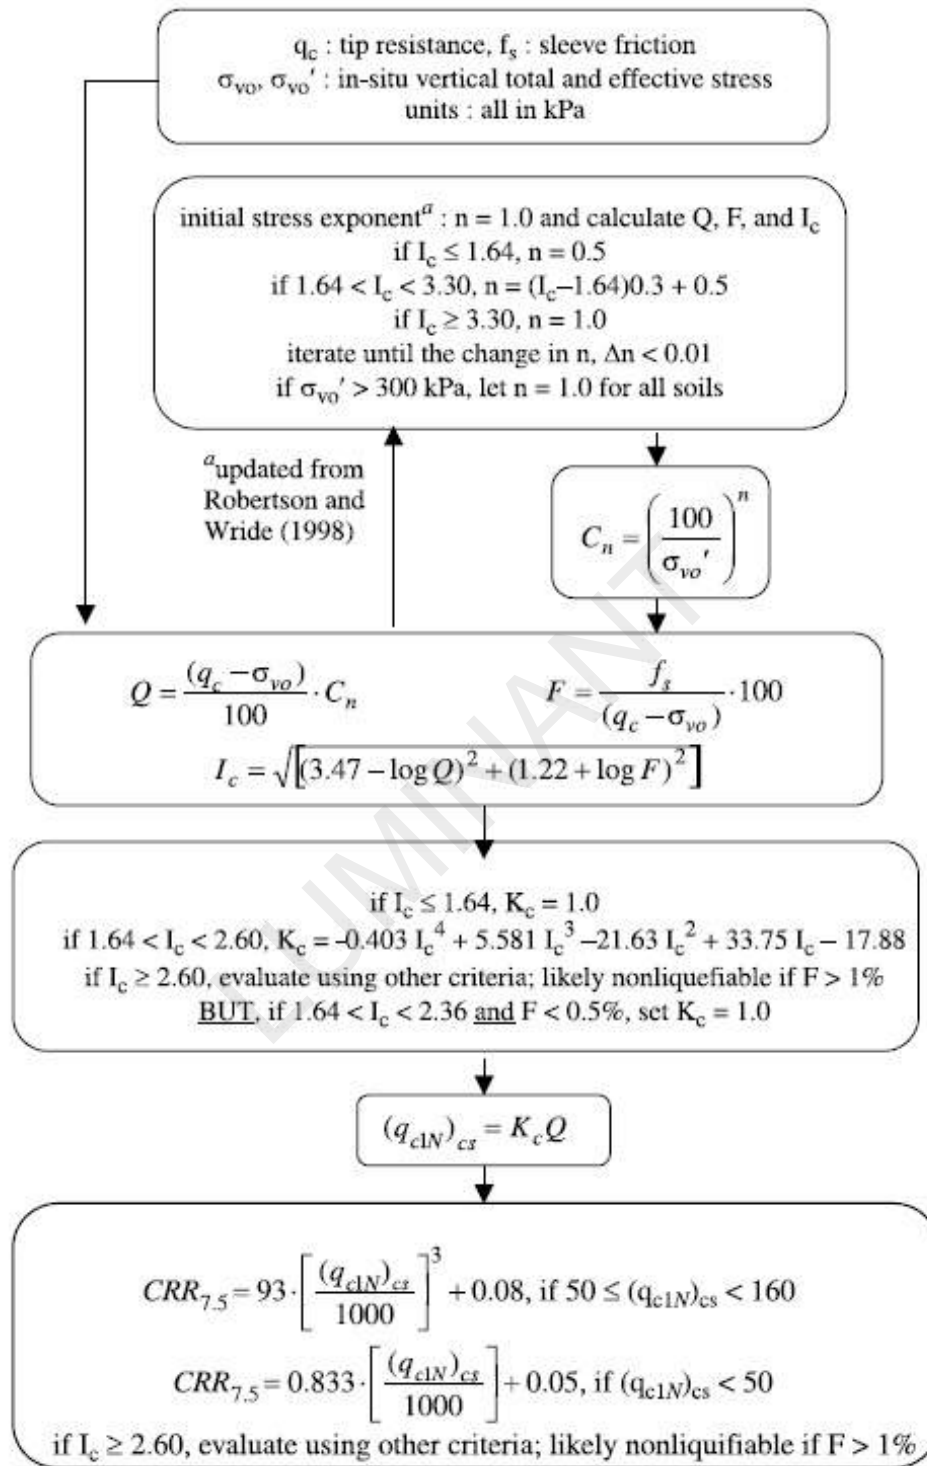 q_c : tip resistance, f_s : sleeve friction
σ_vo, σ_vo' : in-situ vertical total and effective stress
units : all in kPa
initial stress exponent^a : n = 1.0 and calculate Q, F, and I_c
if I_c ≤ 1.64, n = 0.5
if 1.64 < I_c < 3.30, n = (I_c–1.64)0.3 + 0.5
if I_c ≥ 3.30, n = 1.0
iterate until the change in n, Δn < 0.01
if σ_vo' > 300 kPa, let n = 1.0 for all soils
^a updated from
Robertson and
Wride (1998)
C_n = (100 / σ_vo')^n
Q = (q_c – σ_vo) / 100 · C_n
F = f_s / (q_c – σ_vo) · 100
I_c = √[(3.47 – log Q)^2 + (1.22 + log F)^2]
if I_c ≤ 1.64, K_c = 1.0
if 1.64 < I_c < 2.60, K_c = –0.403 I_c^4 + 5.581 I_c^3 –21.63 I_c^2 + 33.75 I_c – 17.88
if I_c ≥ 2.60, evaluate using other criteria; likely nonliquefiable if F > 1%
BUT, if 1.64 < I_c < 2.36 and F < 0.5%, set K_c = 1.0
(q_c1N)_cs = K_c Q
CRR_7.5 = 93 · [(q_c1N)_cs / 1000]^3 + 0.08, if 50 ≤ (q_c1N)_cs < 160
CRR_7.5 = 0.833 · [(q_c1N)_cs / 1000] + 0.05, if (q_c1N)_cs < 50
if I_c ≥ 2.60, evaluate using other criteria; likely nonliquifiable if F > 1%
LUMINANT